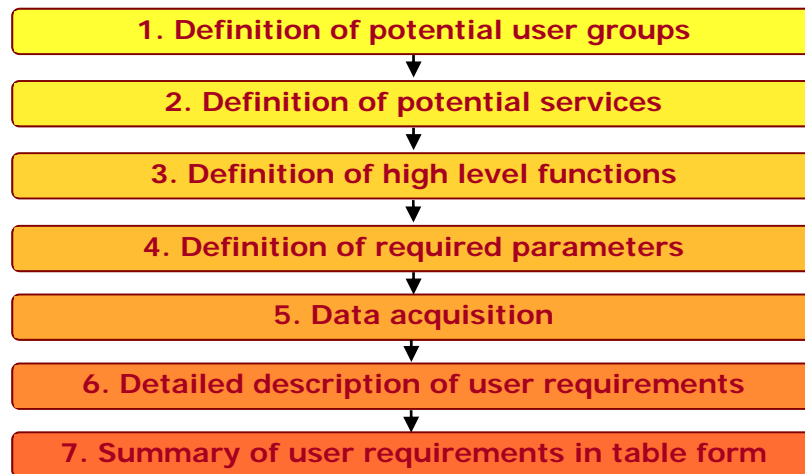 1. Definition of potential user groups
2. Definition of potential services
3. Definition of high level functions
4. Definition of required parameters
5. Data acquisition
6. Detailed description of user requirements
7. Summary of user requirements in table form